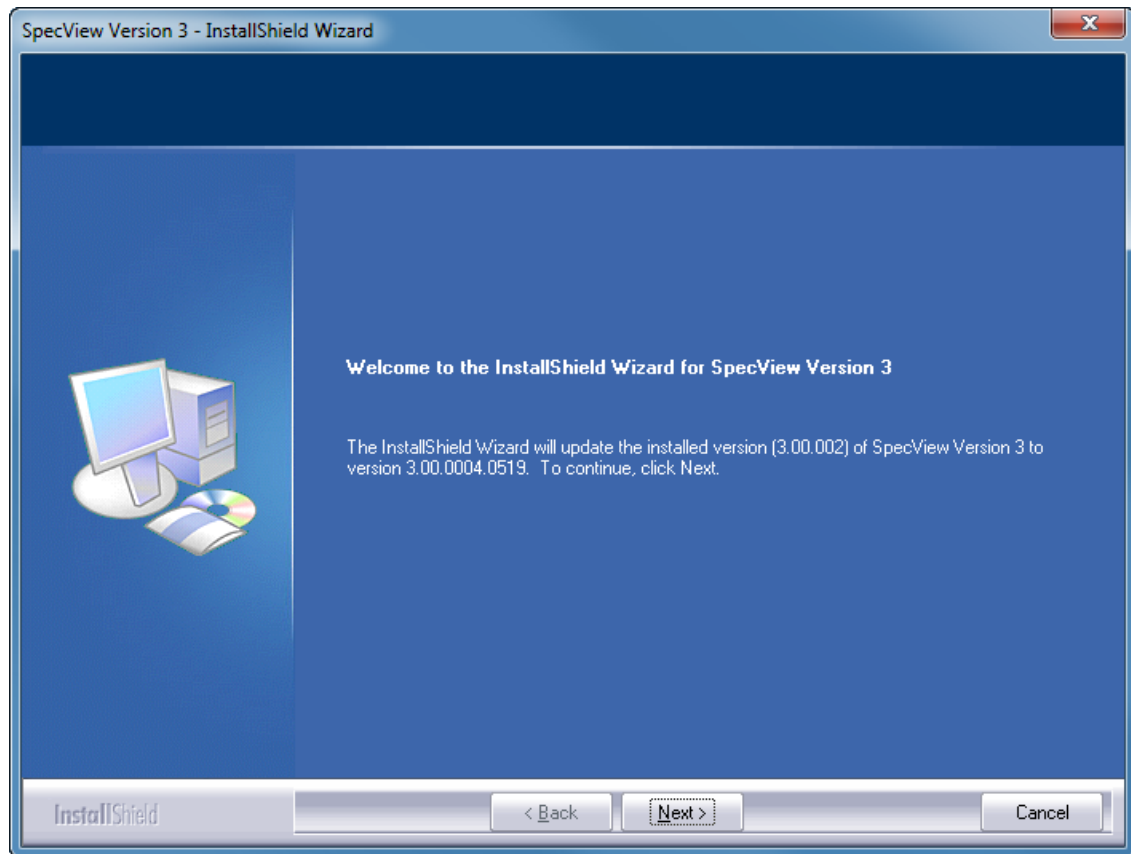 SpecView Version 3 - InstallShield Wizard
Welcome to the InstallShield Wizard for SpecView Version 3
The InstallShield Wizard will update the installed version (3.00.002) of SpecView Version 3 to
version 3.00.0004.0519.  To continue, click Next.
InstallShield
< Back
Next >
Cancel